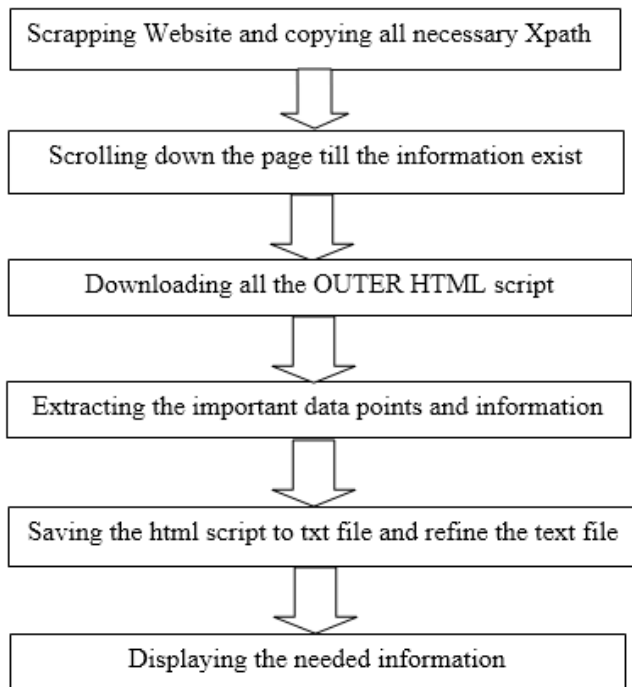 Scrapping Website and copying all necessary Xpath
Scrolling down the page till the information exist
Downloading all the OUTER HTML script
Extracting the important data points and information
Saving the html script to txt file and refine the text file
Displaying the needed information